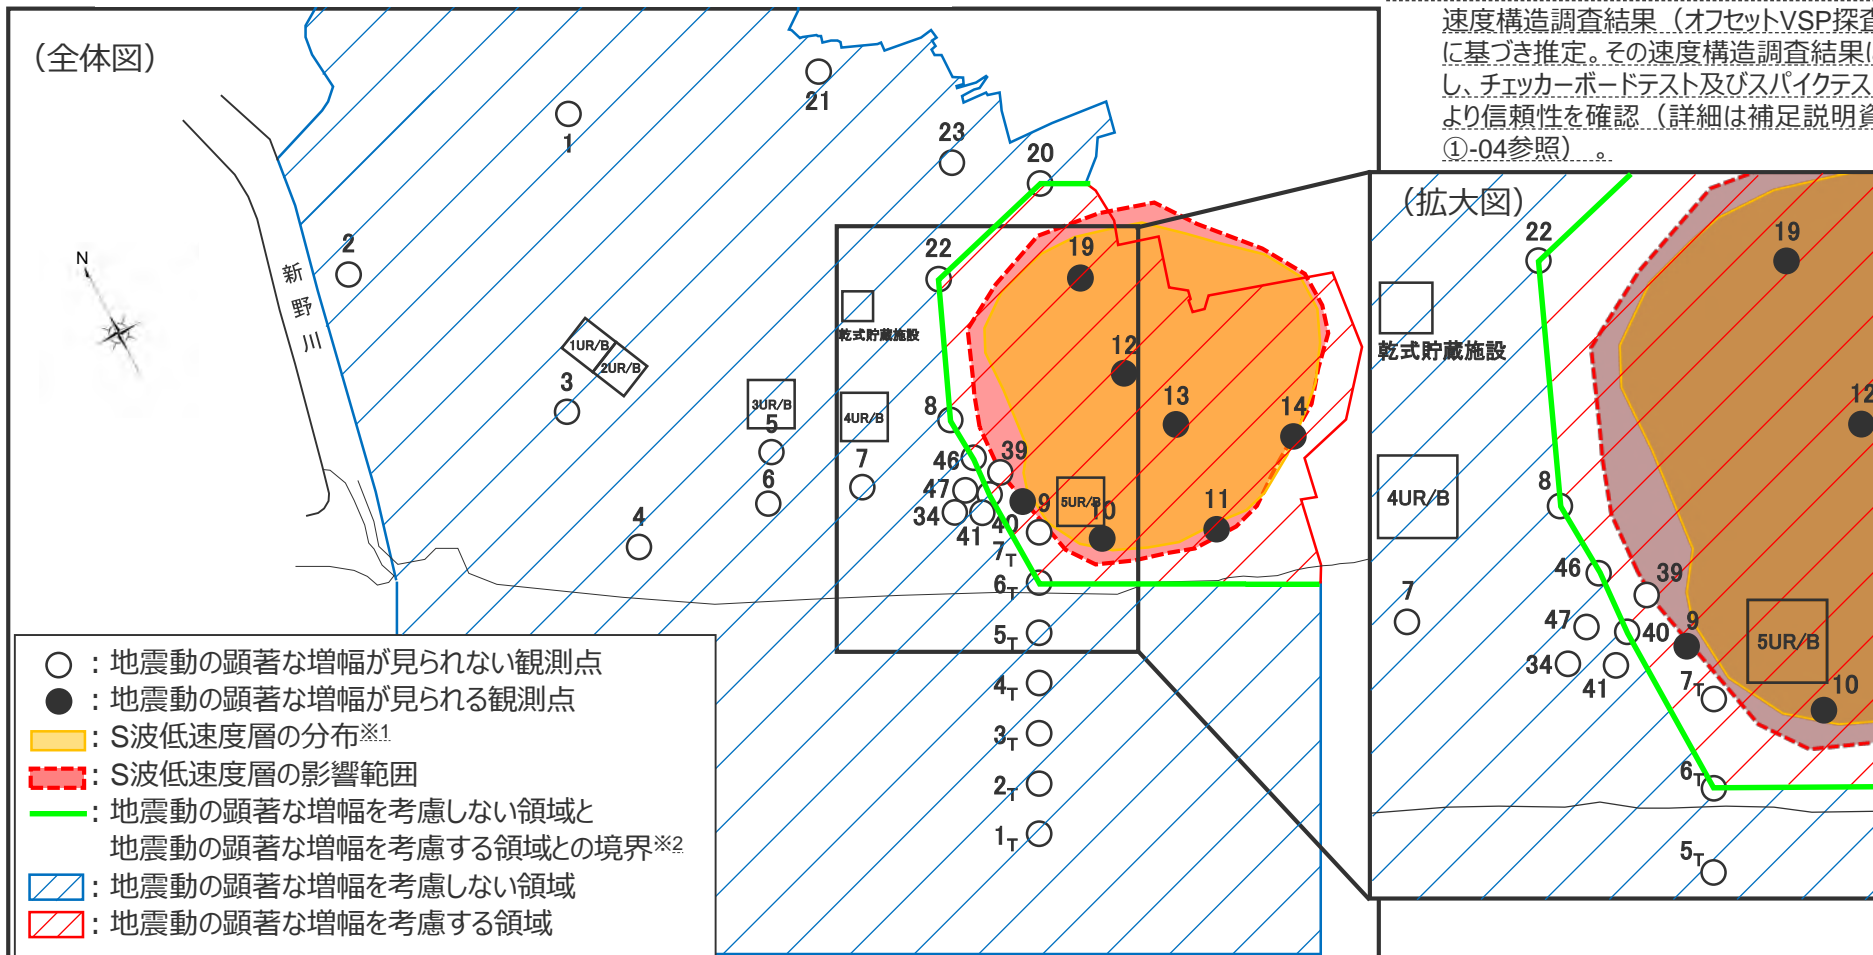 （全体図）
速度構造調査結果（オフセットVSP探査
に基づき推定。その速度構造調査結果に
し、チェッカーボードテスト及びスパイクテス
より信頼性を確認（詳細は補足説明資
①-04参照）。
（拡大図）
N
新野川
1
2
3
4
5
6
7
8
9
10
11
12
13
14
19
20
21
22
23
34
39
40
41
46
47
7T
6T
5T
4T
3T
2T
1T
1UR/B
2UR/B
3UR/B
4UR/B
5UR/B
乾式貯蔵施設
22
19
乾式貯蔵施設
12
4UR/B
8
46
39
7
47
40
9
34
41
5UR/B
7T
10
6T
5T
○：地震動の顕著な増幅が見られない観測点
●：地震動の顕著な増幅が見られる観測点
：S波低速度層の分布※1
：S波低速度層の影響範囲
：地震動の顕著な増幅を考慮しない領域と
地震動の顕著な増幅を考慮する領域との境界※2
：地震動の顕著な増幅を考慮しない領域
：地震動の顕著な増幅を考慮する領域